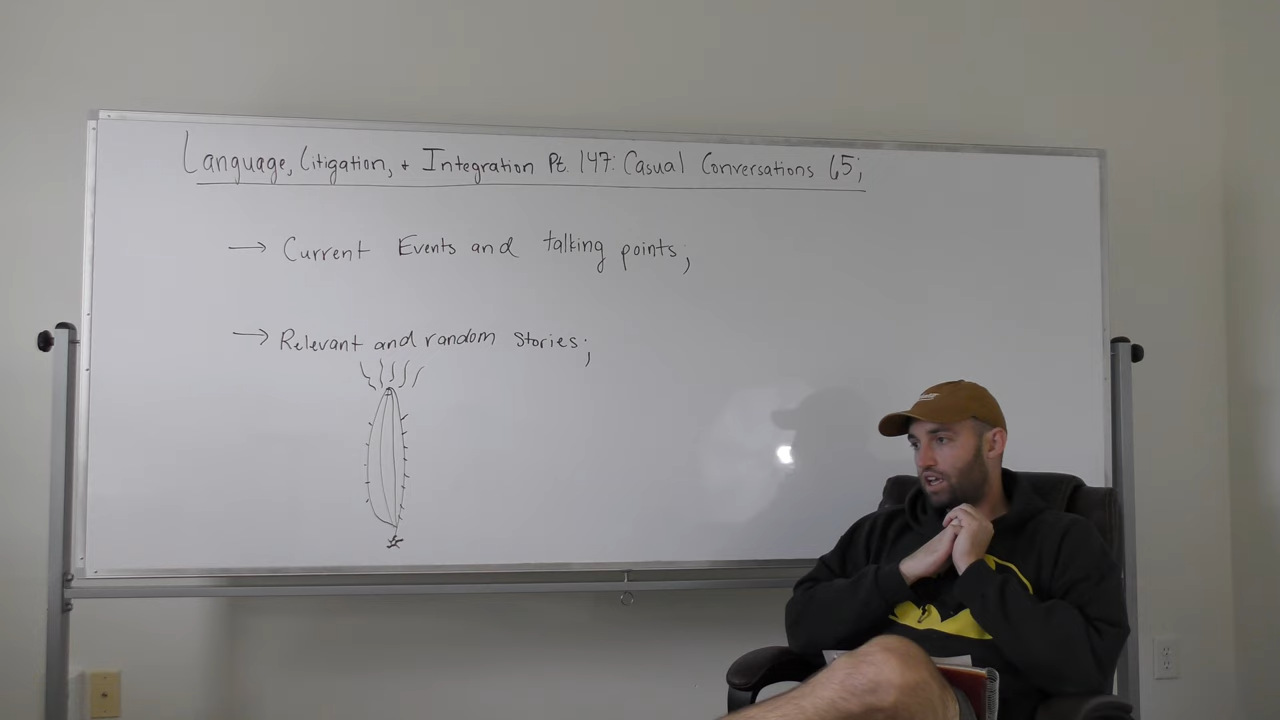 Language, Litigation, + Integration Pt. 147: Casual Conversations 65;
→ Current Events and talking points;
→ Relevant and random stories;